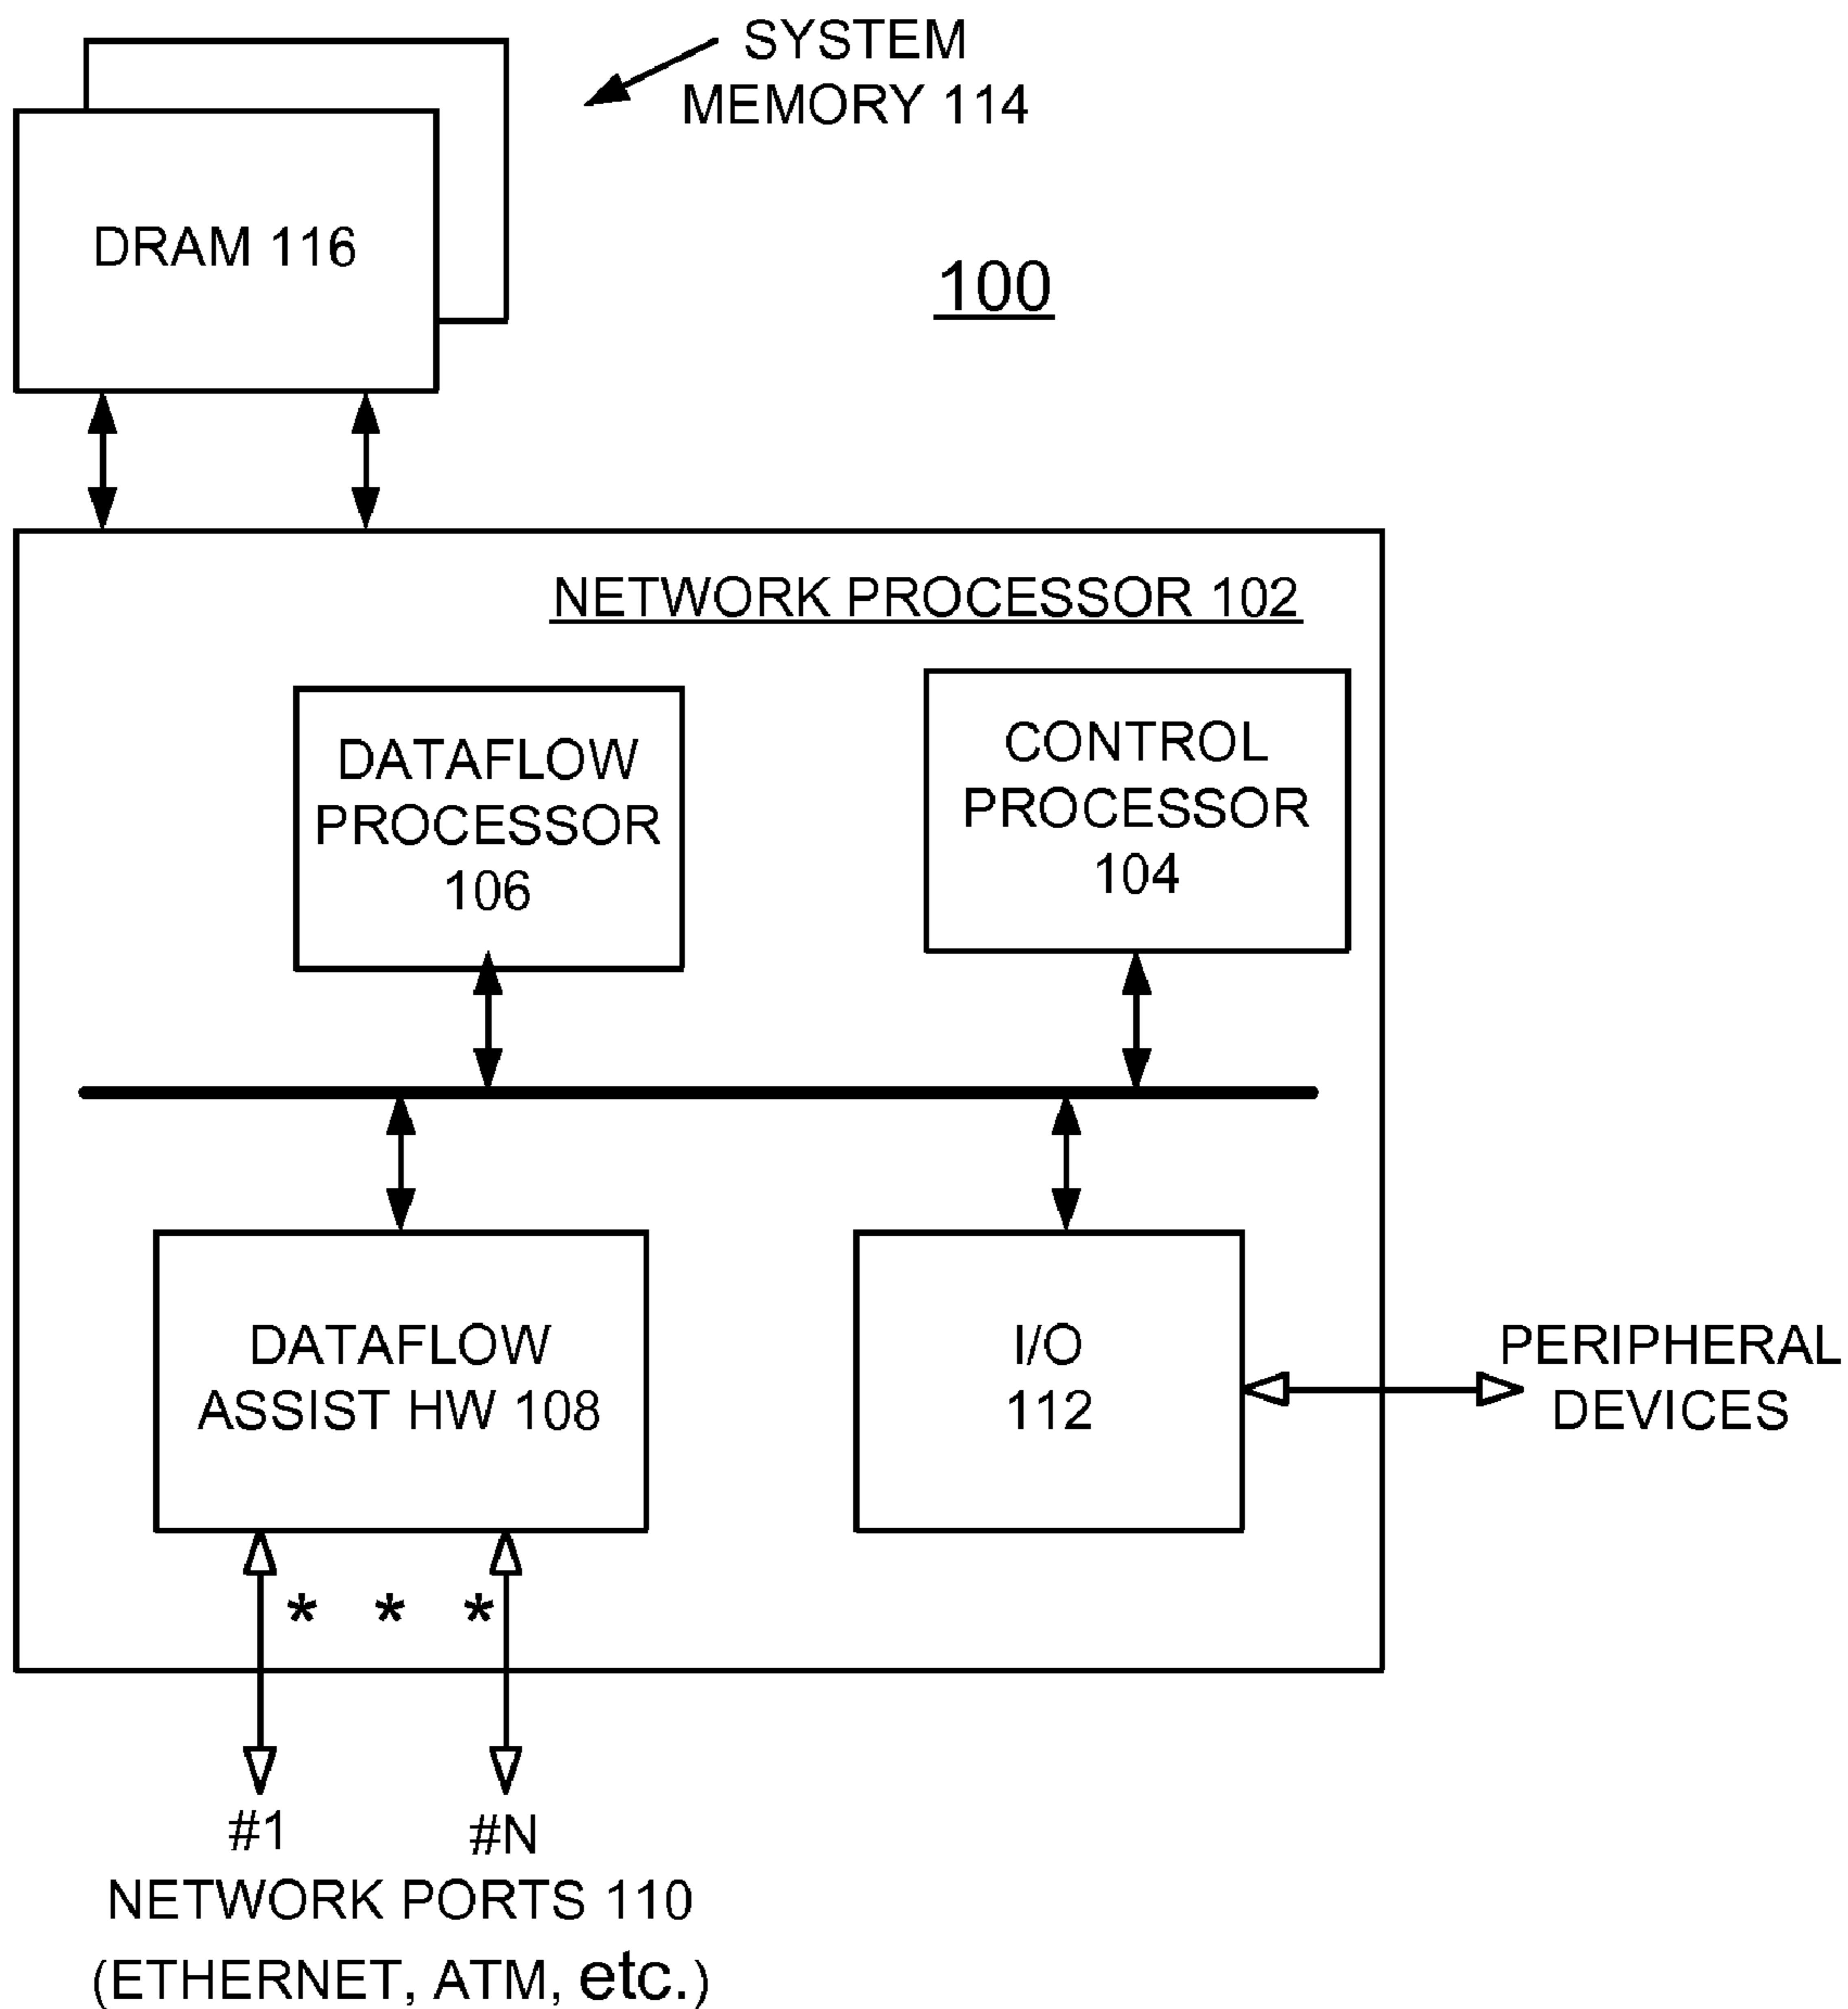 SYSTEM
MEMORY 114
DRAM 116
100
NETWORK PROCESSOR 102
DATAFLOW
PROCESSOR
106
CONTROL
PROCESSOR
104
DATAFLOW
ASSIST HW 108
I/O
112
PERIPHERAL
DEVICES
* * *
#1 #N
NETWORK PORTS 110
(ETHERNET, ATM, etc.)